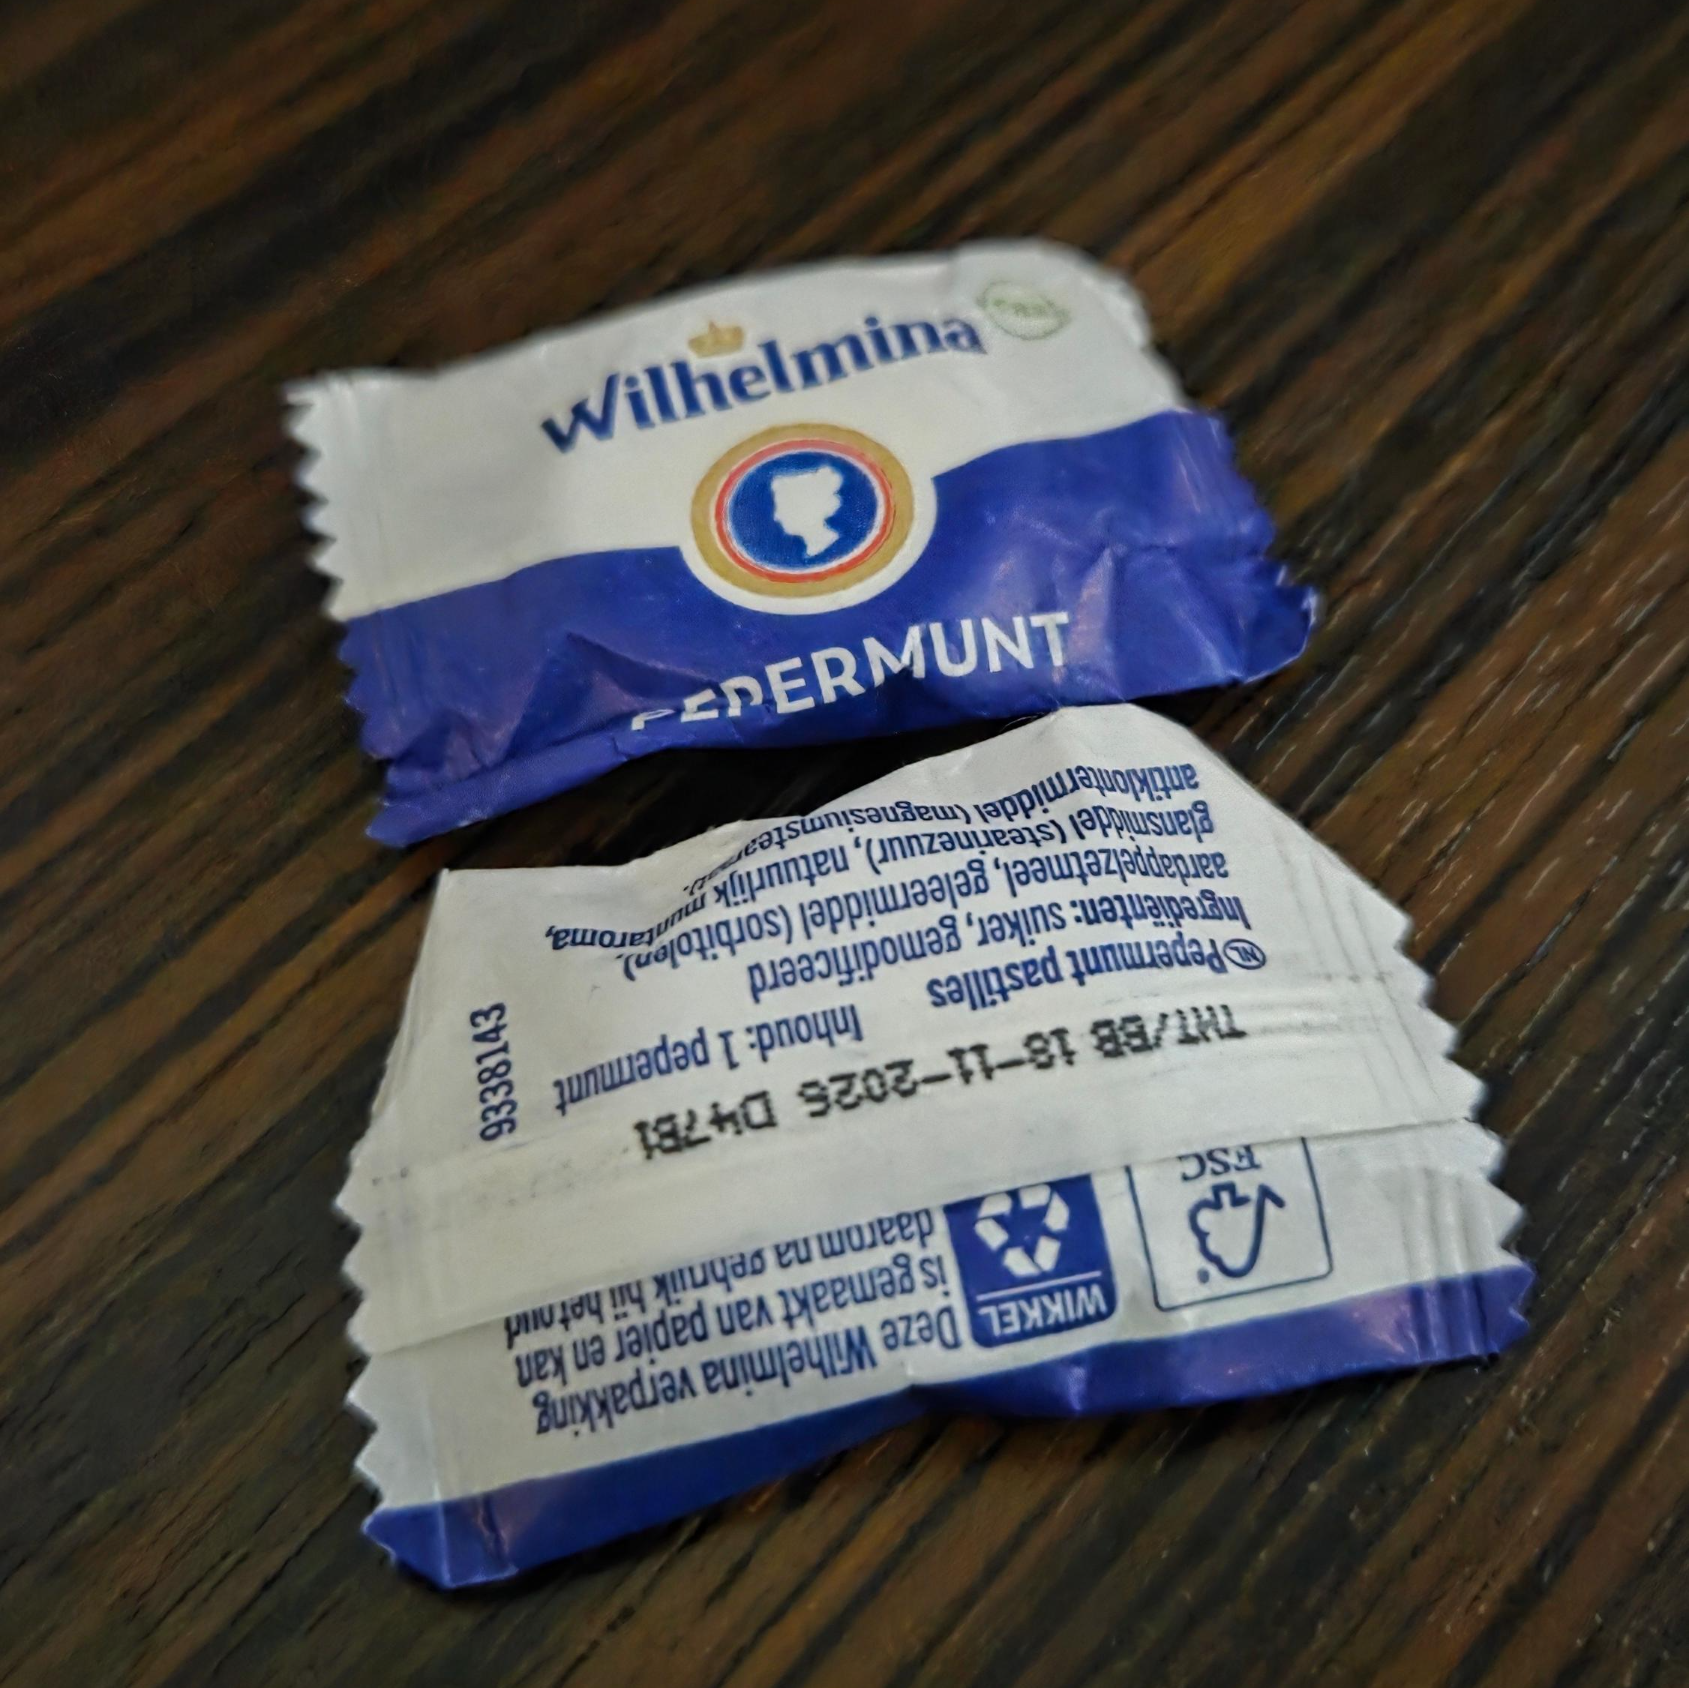 Wilhelmina
PEPERMUNT
9338143
THT/BB 18-11-2026 D47B1
Inhoud: 1 pepermunt
NL Pepermunt pastilles
Ingrediënten: suiker, gemodificeerd
aardappelzetmeel, geleermiddel (sorbitolen),
glansmiddel (stearinezuur), natuurlijk muntaroma,
antiklontermiddel (magnesiumstearaat).
FSC
WIKKEL
Deze Wilhelmina verpakking
is gemaakt van papier en kan
daarom na gebruik bij het oud